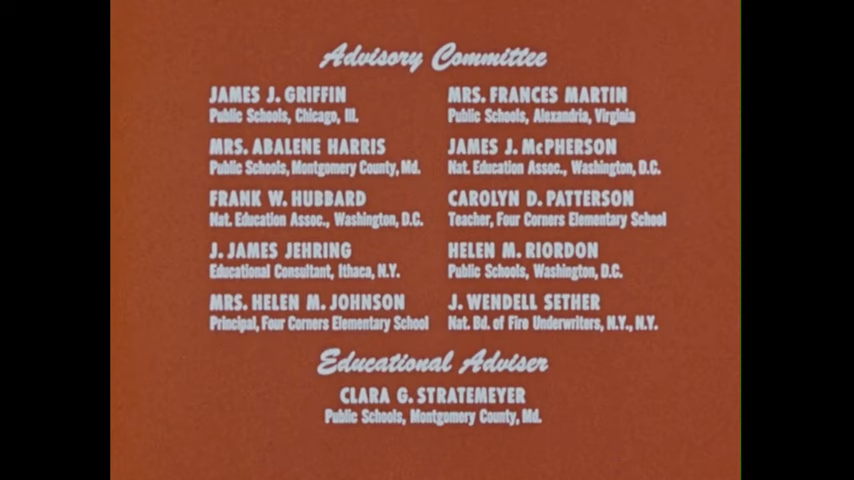 Advisory Committee
JAMES J. GRIFFIN
Public Schools, Chicago, Ill.
MRS. ABALENE HARRIS
Public Schools, Montgomery County, Md.
FRANK W. HUBBARD
Nat. Education Assoc., Washington, D.C.
J. JAMES JEHRING
Educational Consultant, Ithaca, N.Y.
MRS. HELEN M. JOHNSON
Principal, Four Corners Elementary School
MRS. FRANCES MARTIN
Public Schools, Alexandria, Virginia
JAMES J. McPHERSON
Nat. Education Assoc., Washington, D.C.
CAROLYN D. PATTERSON
Teacher, Four Corners Elementary School
HELEN M. RIORDON
Public Schools, Washington, D.C.
J. WENDELL SETHER
Nat. Bd. of Fire Underwriters, N.Y., N.Y.
Educational Adviser
CLARA G. STRATEMEYER
Public Schools, Montgomery County, Md.